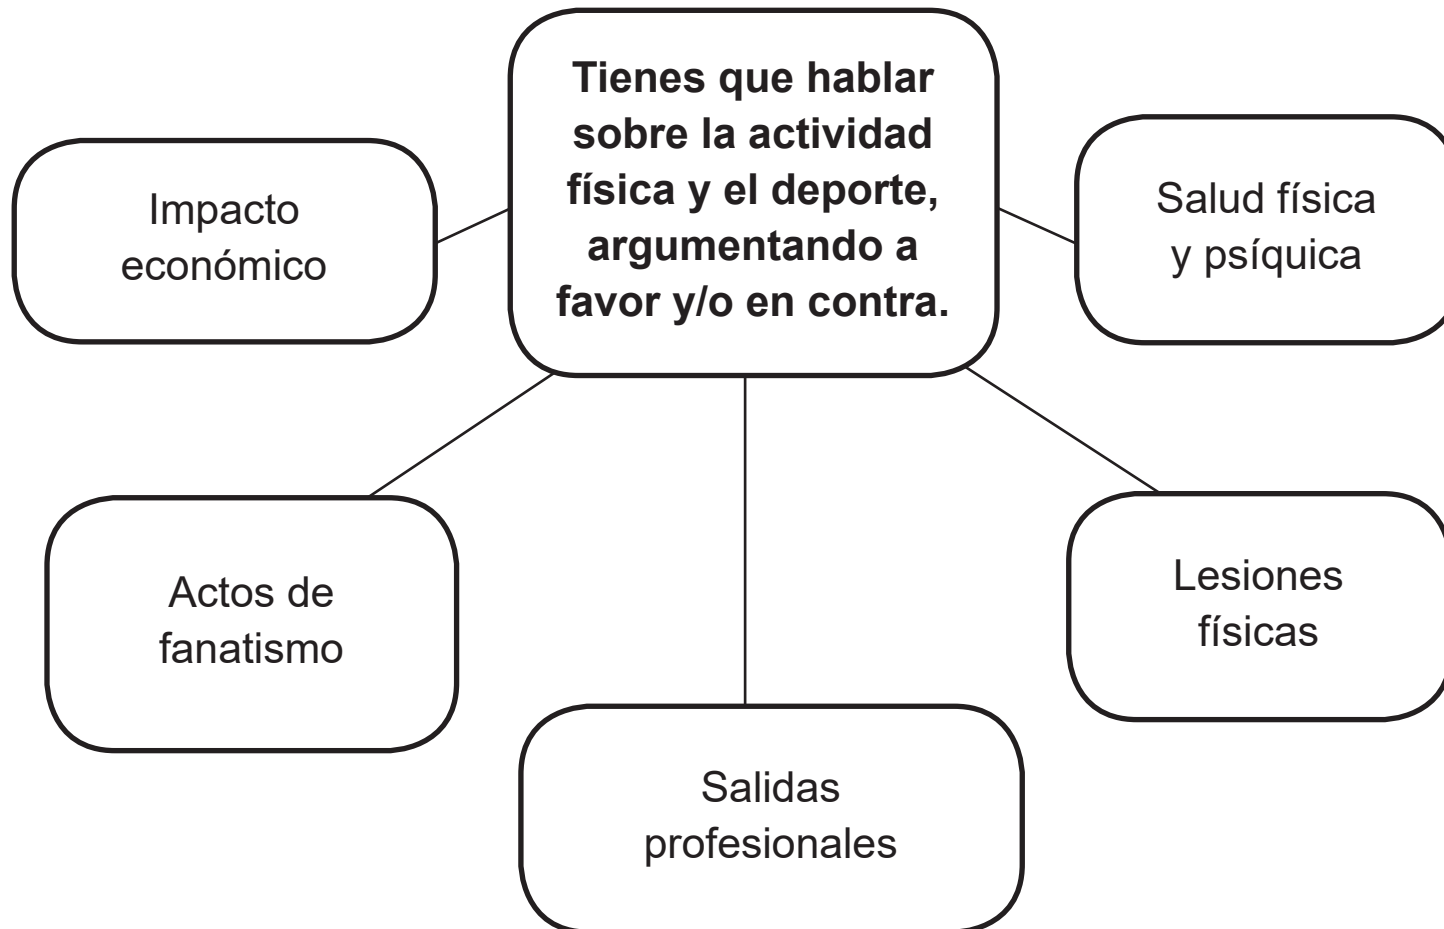 Tienes que hablar
sobre la actividad
física y el deporte,
argumentando a
favor y/o en contra.
Impacto
económico
Salud física
y psíquica
Actos de
fanatismo
Lesiones
físicas
Salidas
profesionales